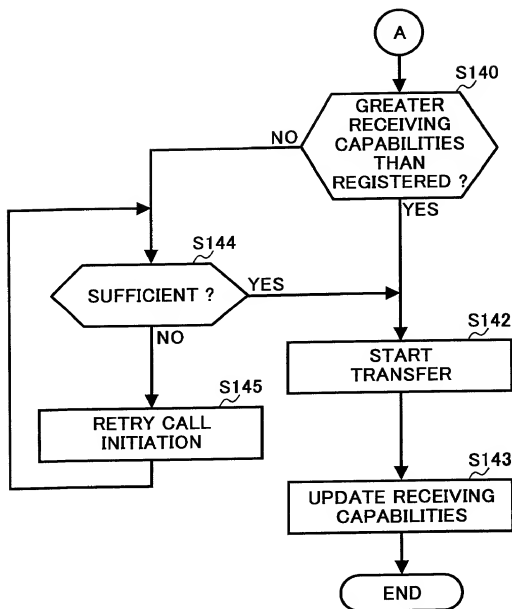 A
S140
GREATER
RECEIVING
CAPABILITIES
THAN
REGISTERED ?
NO
YES
S144
SUFFICIENT ?
YES
NO
S142
START
TRANSFER
S145
RETRY CALL
INITIATION
S143
UPDATE RECEIVING
CAPABILITIES
END